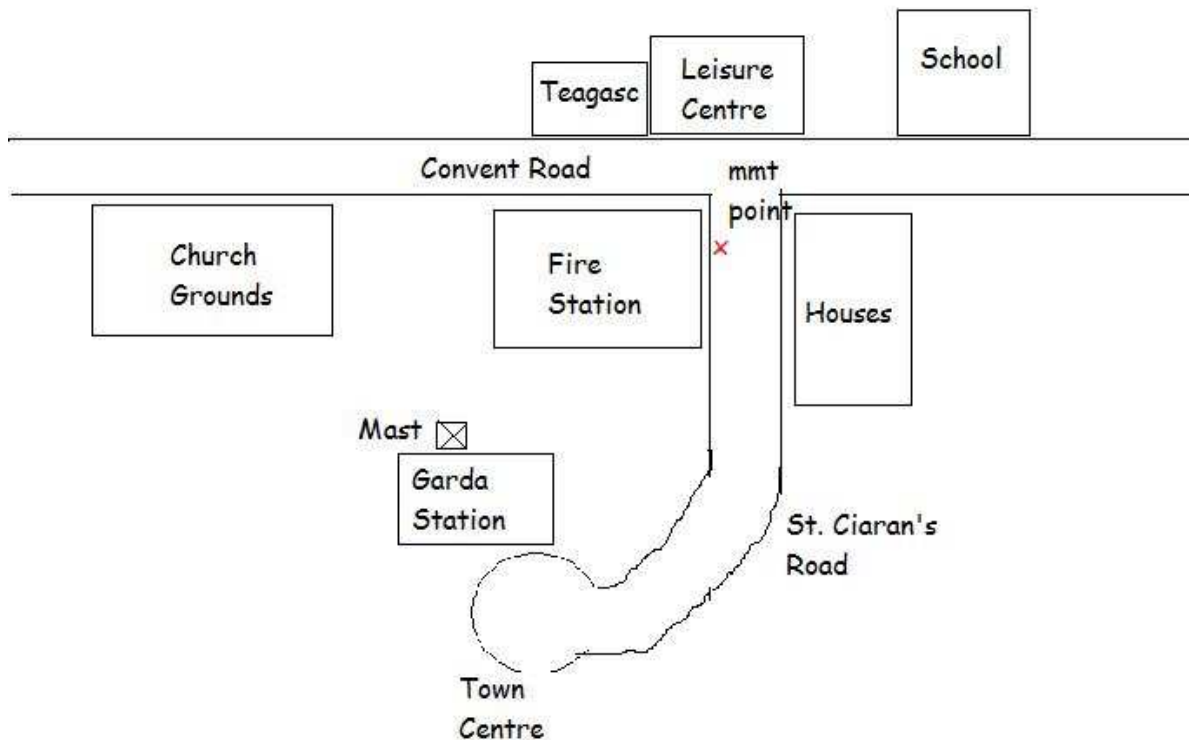 School
Leisure
Centre
Teagasc
Convent Road
mmt
point
Church
Grounds
Fire
Station
Houses
Mast
Garda
Station
St. Ciaran's
Road
Town
Centre